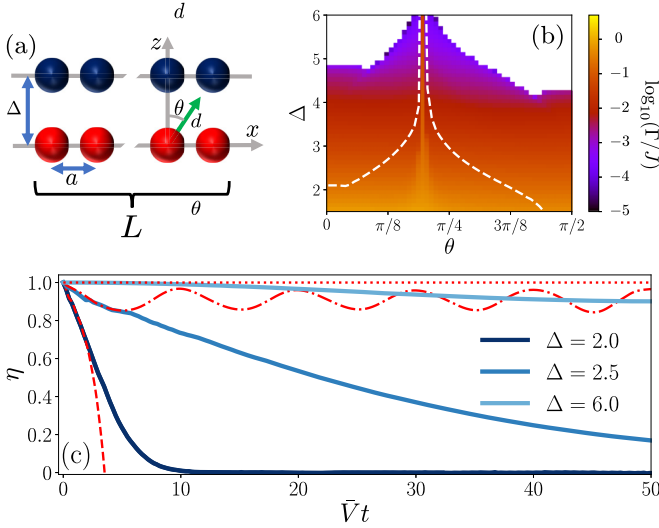 d
(a)
z
Δ
θ
d
x
a
L
θ
(b)
6
5
4
3
2
Δ
0
π/8
π/4
3π/8
π/2
θ
0
−1
−2
−3
−4
−5
log₁₀(Γ/J)
(c)
1.0
0.8
0.6
0.4
0.2
0
η
Δ = 2.0
Δ = 2.5
Δ = 6.0
0
10
20
30
40
50
V̄t